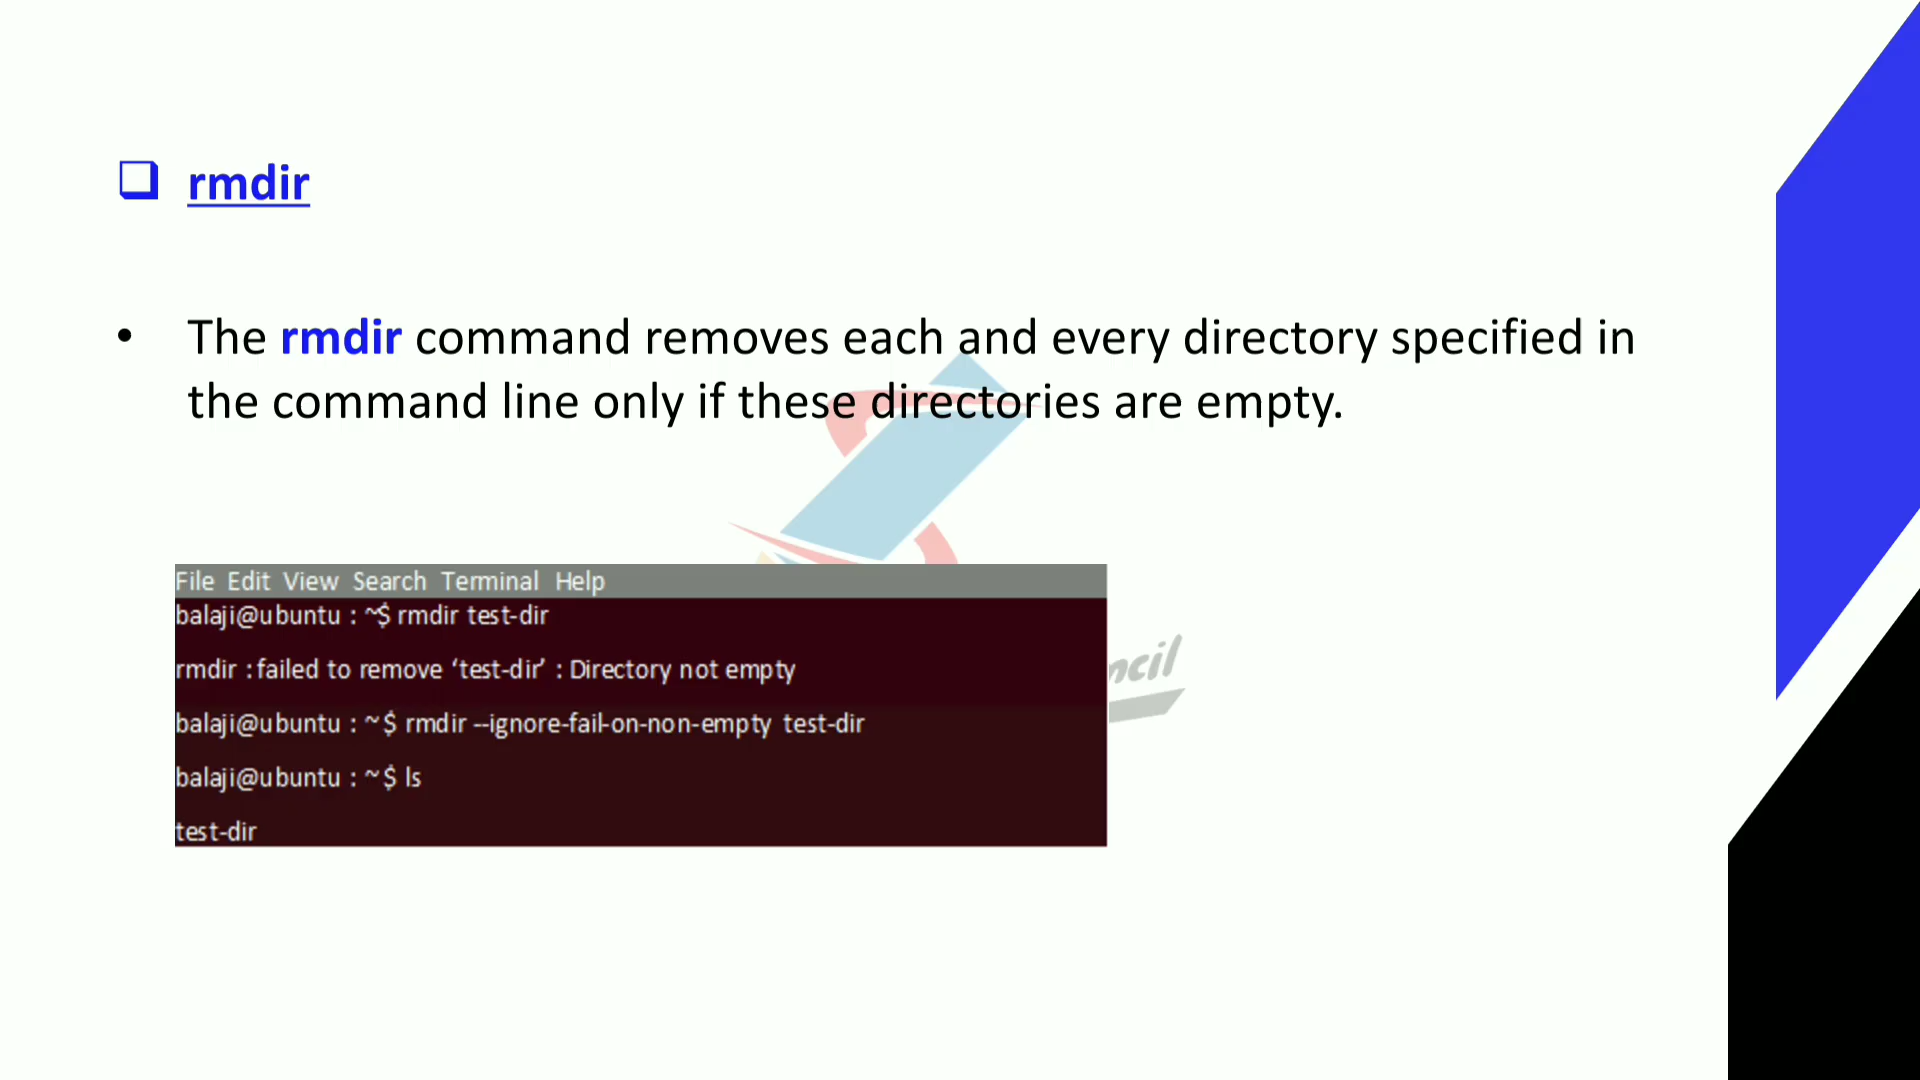 ❑ rmdir
• The rmdir command removes each and every directory specified in
the command line only if these directories are empty.
File Edit View Search Terminal Help
balaji@ubuntu : ~$ rmdir test-dir
rmdir :failed to remove ‘test-dir’ : Directory not empty
balaji@ubuntu : ~$ rmdir --ignore-fail-on-non-empty test-dir
balaji@ubuntu : ~$ ls
test-dir
ncil